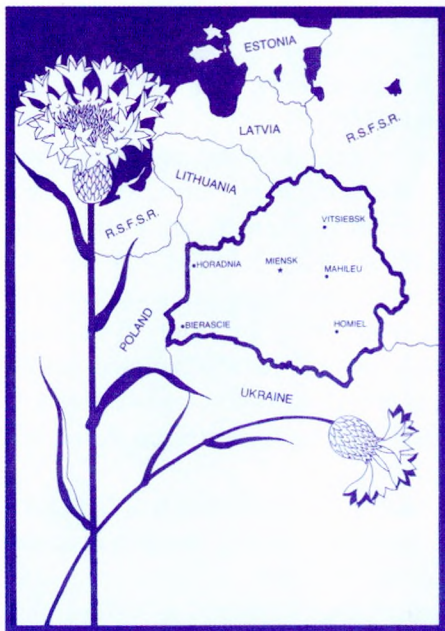 ESTONIA
LATVIA
R.S.F.S.R.
LITHUANIA
R.S.F.S.R.
VITSIEBSK
HORADNIA
MIENSK
MAHILEU
POLAND
BIERASCIE
HOMIEL
UKRAINE